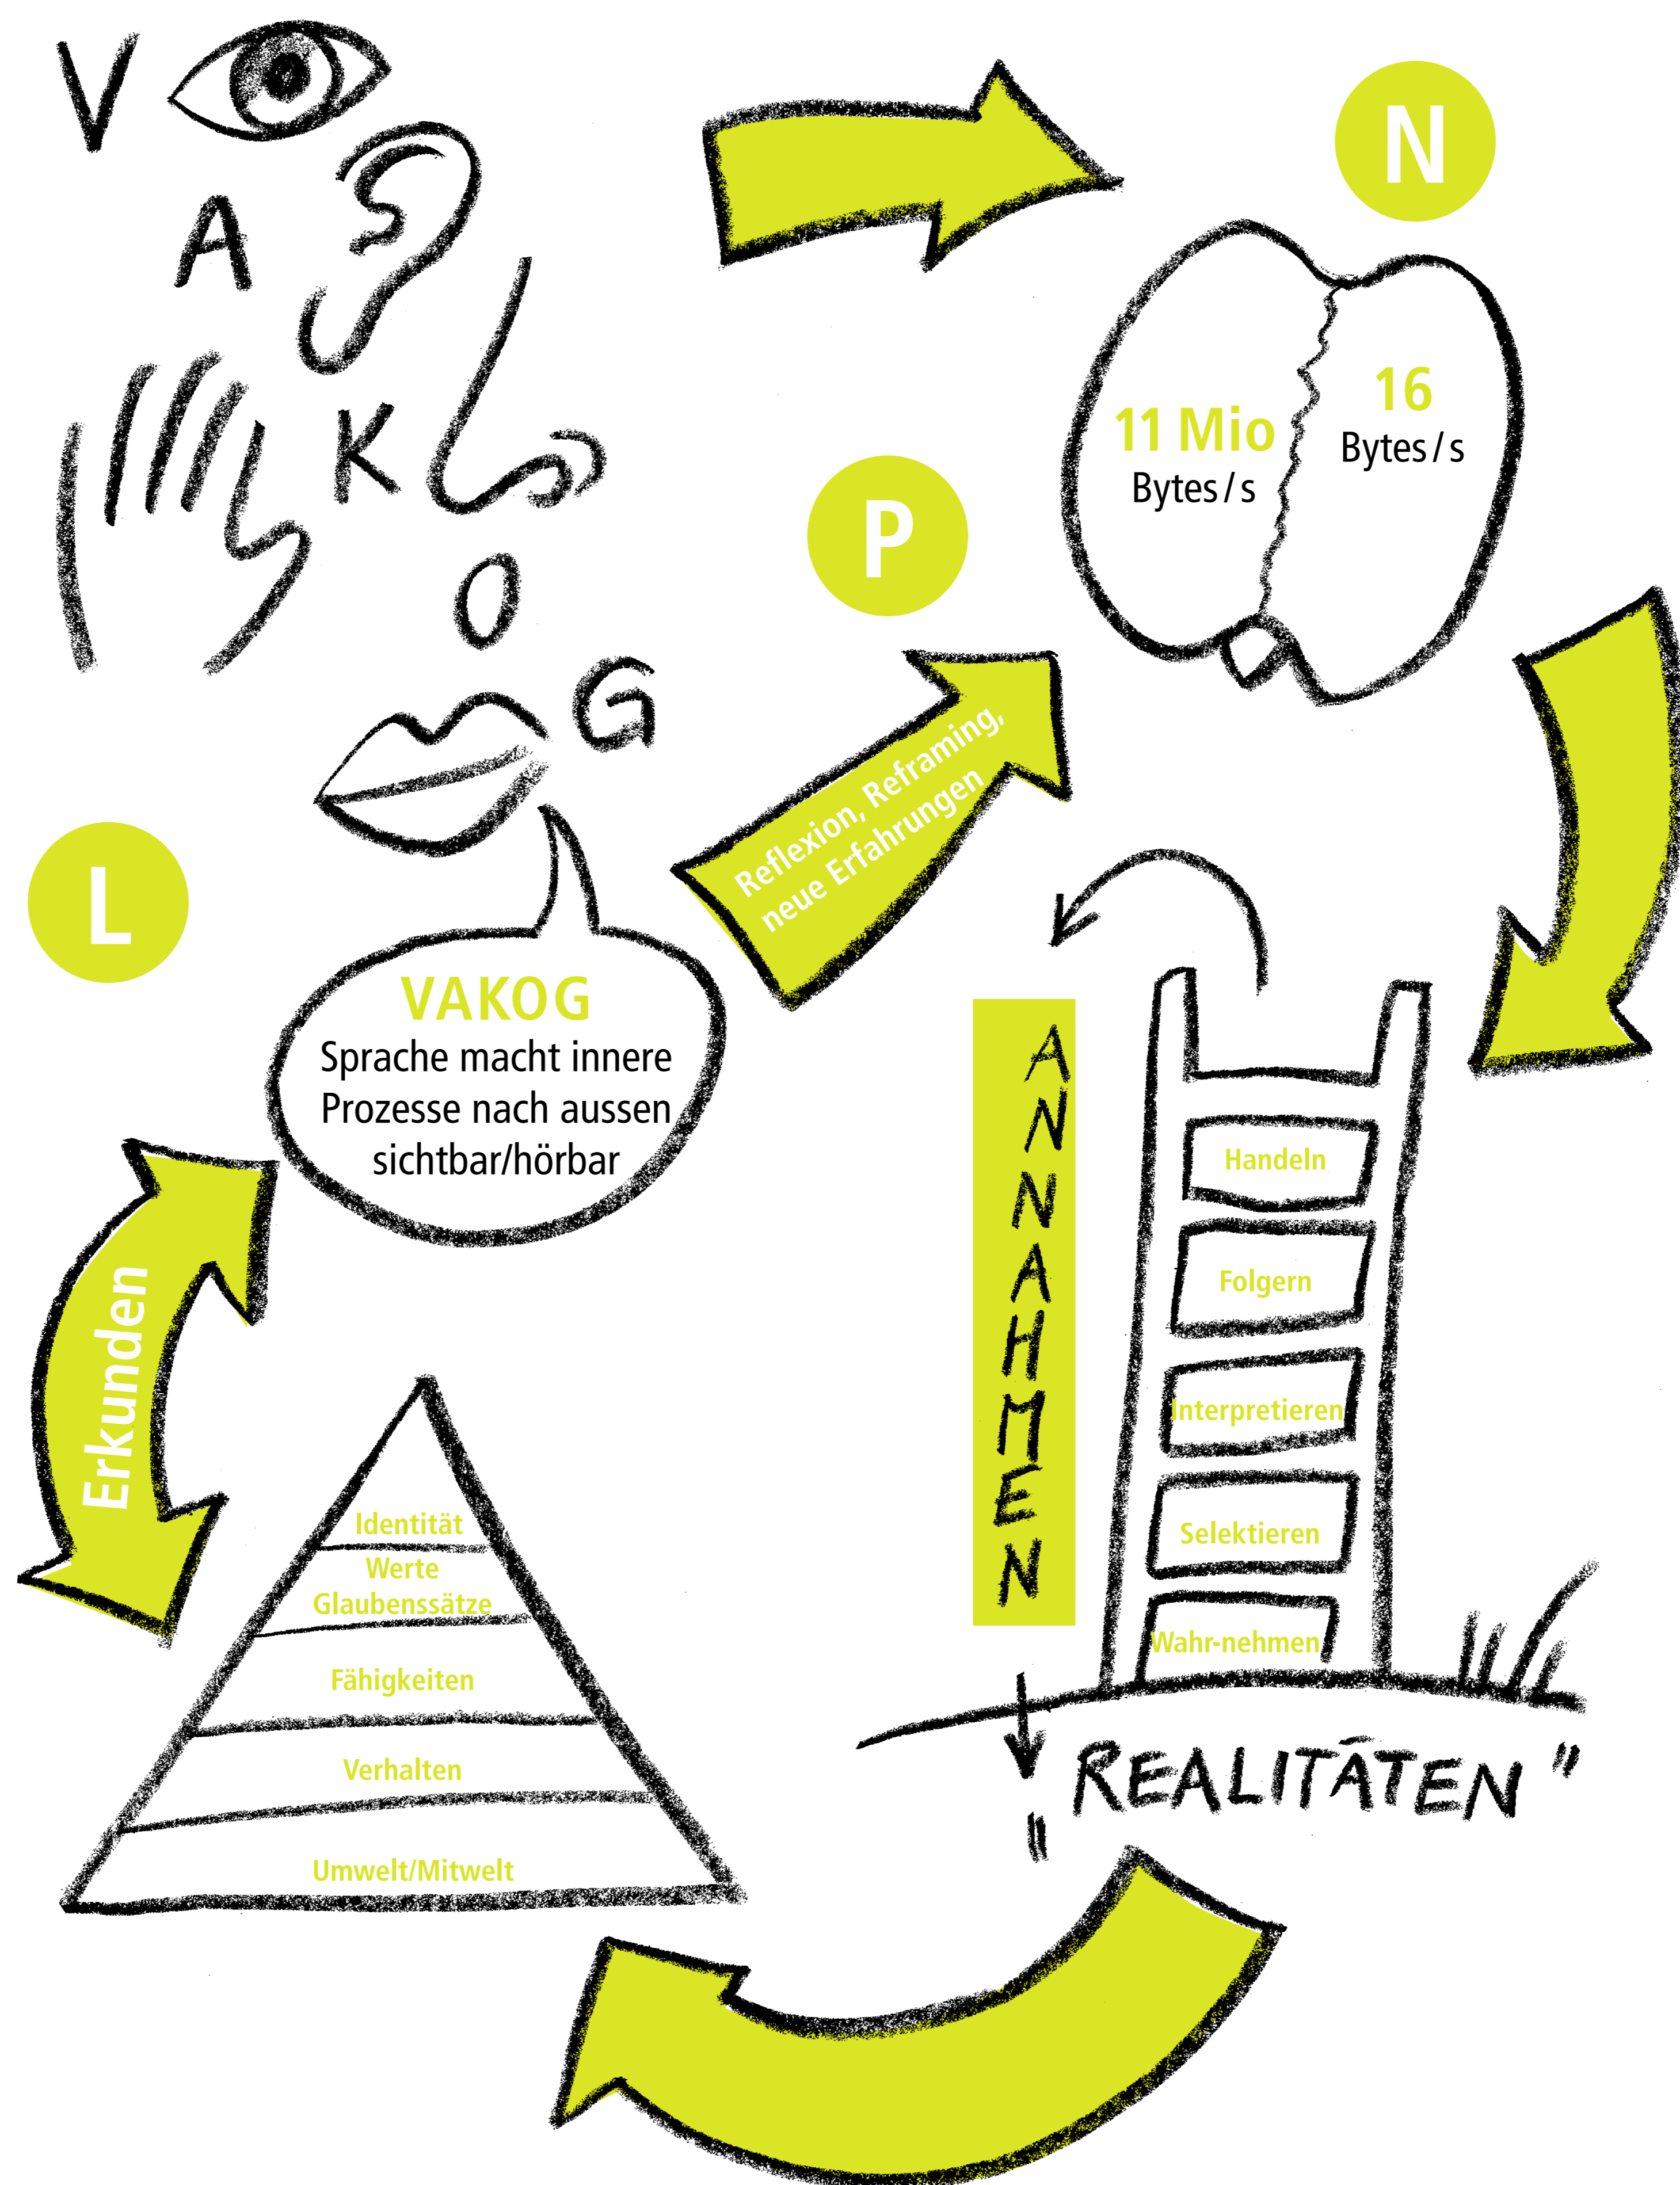 V
A
K
O
G
N
11 Mio
Bytes/s
16
Bytes/s
P
Reflexion, Reframing,
neue Erfahrungen
L
VAKOG
Sprache macht innere
Prozesse nach aussen
sichtbar/hörbar
Erkunden
Identität
Werte
Glaubenssätze
Fähigkeiten
Verhalten
Umwelt/Mitwelt
ANNAHMEN
Handeln
Folgern
Interpretieren
Selektieren
Wahr-nehmen
"REALITÄTEN"